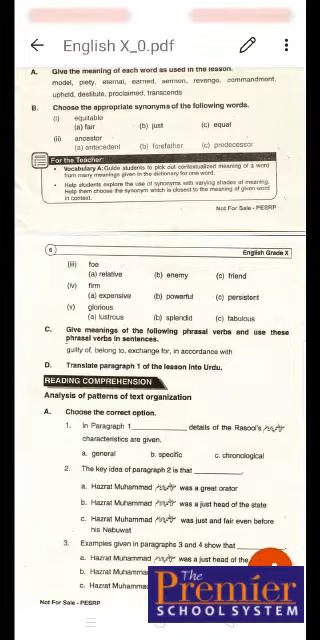 English X_0.pdf
A. Give the meaning of each word as used in the lesson.
model, piety, eternal, earned, sermon, revenge, commandment,
upheld, destitute, proclaimed, transcends
B. Choose the appropriate synonyms of the following words.
(i) equitable
(a) fair (b) just (c) equal
(ii) ancestor
(a) antecedent (b) forefather (c) predecessor
For the Teacher:
• Vocabulary A: Guide students to pick out contextualized meaning of a word
from many meanings given in the dictionary for one word.
• Help students explore the use of synonyms with varying shades of meaning.
Help them choose the synonym which is closest to the meaning of given word
in context.
Not For Sale - PESRP
6
English Grade X
(iii) foe
(a) relative (b) enemy (c) friend
(iv) firm
(a) expensive (b) powerful (c) persistent
(v) glorious
(a) lustrous (b) splendid (c) fabulous
C. Give meanings of the following phrasal verbs and use these
phrasal verbs in sentences.
guilty of, belong to, exchange for, in accordance with
D. Translate paragraph 1 of the lesson into Urdu.
READING COMPREHENSION
Analysis of patterns of text organization
A. Choose the correct option.
1. In Paragraph 1__________ details of the Rasool's
characteristics are given.
a. general b. specific c. chronological
2. The key idea of paragraph 2 is that _________.
a. Hazrat Muhammad was a great orator
b. Hazrat Muhammad was a just head of the state
c. Hazrat Muhammad was just and fair even before
his Nabuwat
3. Examples given in paragraphs 3 and 4 show that _________
a. Hazrat Muhammad was a just head of the
b. Hazrat Muhammad
c. Hazrat Muhammad
Not For Sale - PESRP
The
Premier
SCHOOL SYSTEM